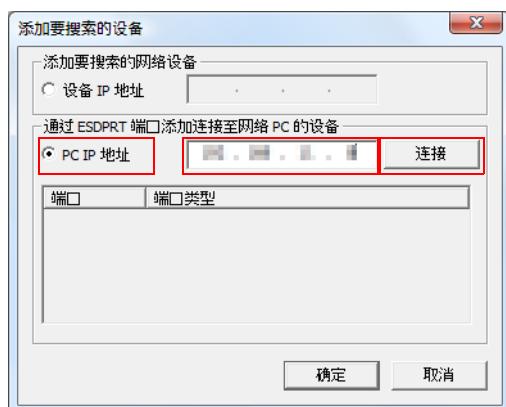 添加要搜索的设备
添加要搜索的网络设备
设备 IP 地址
通过 ESDPRT 端口添加连接至网络 PC 的设备
PC IP 地址 连接
端口 端口类型
确定 取消